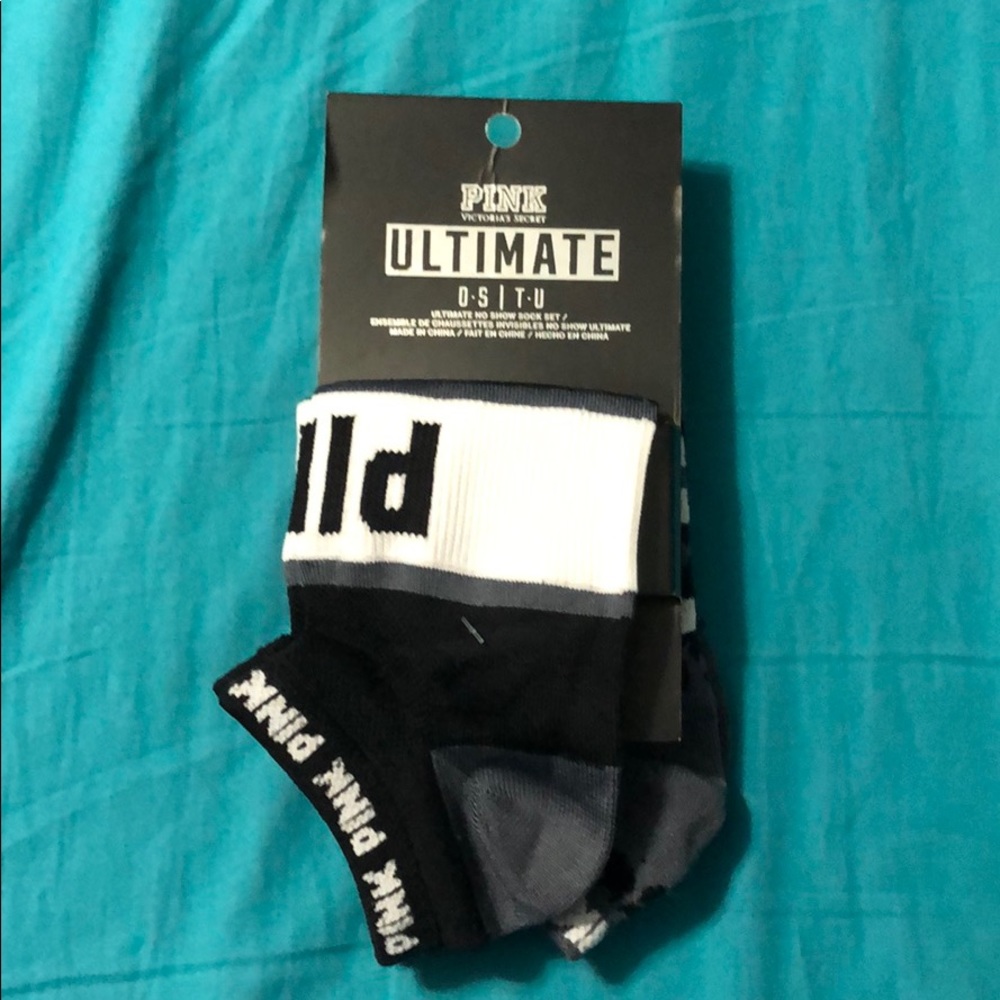 PINK
VICTORIA'S SECRET
ULTIMATE
O·S | T·U
ULTIMATE NO SHOW SOCK SET /
ENSEMBLE DE CHAUSSETTES INVISIBLES NO SHOW ULTIMATE
MADE IN CHINA / FAIT EN CHINE / HECHO EN CHINA
PINK PINK PINK PINK